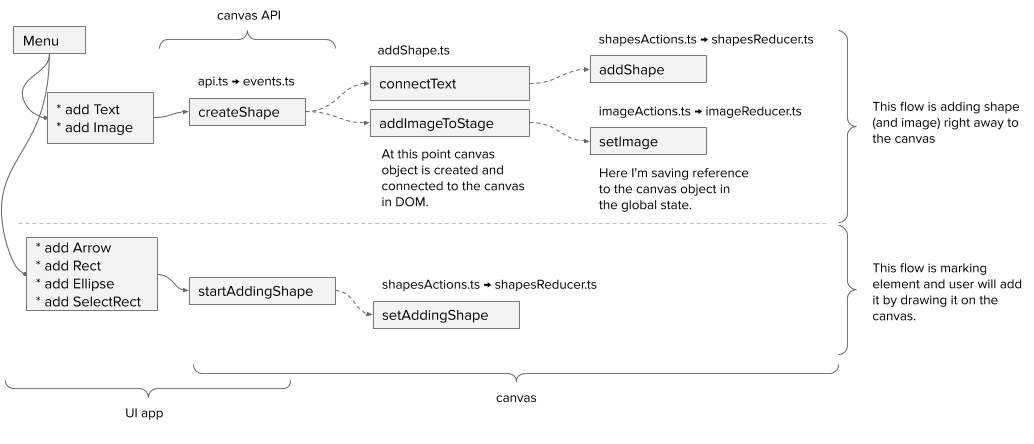 canvas API
Menu
addShape.ts
shapesActions.ts → shapesReducer.ts
api.ts → events.ts
connectText
addShape
* add Text
* add Image
createShape
addImageToStage
imageActions.ts → imageReducer.ts
setImage
At this point canvas
object is created and
connected to the canvas
in DOM.
Here I'm saving reference
to the canvas object in
the global state.
This flow is adding shape
(and image) right away to
the canvas
* add Arrow
* add Rect
* add Ellipse
* add SelectRect
startAddingShape
shapesActions.ts → shapesReducer.ts
setAddingShape
This flow is marking
element and user will add
it by drawing it on the
canvas.
canvas
UI app